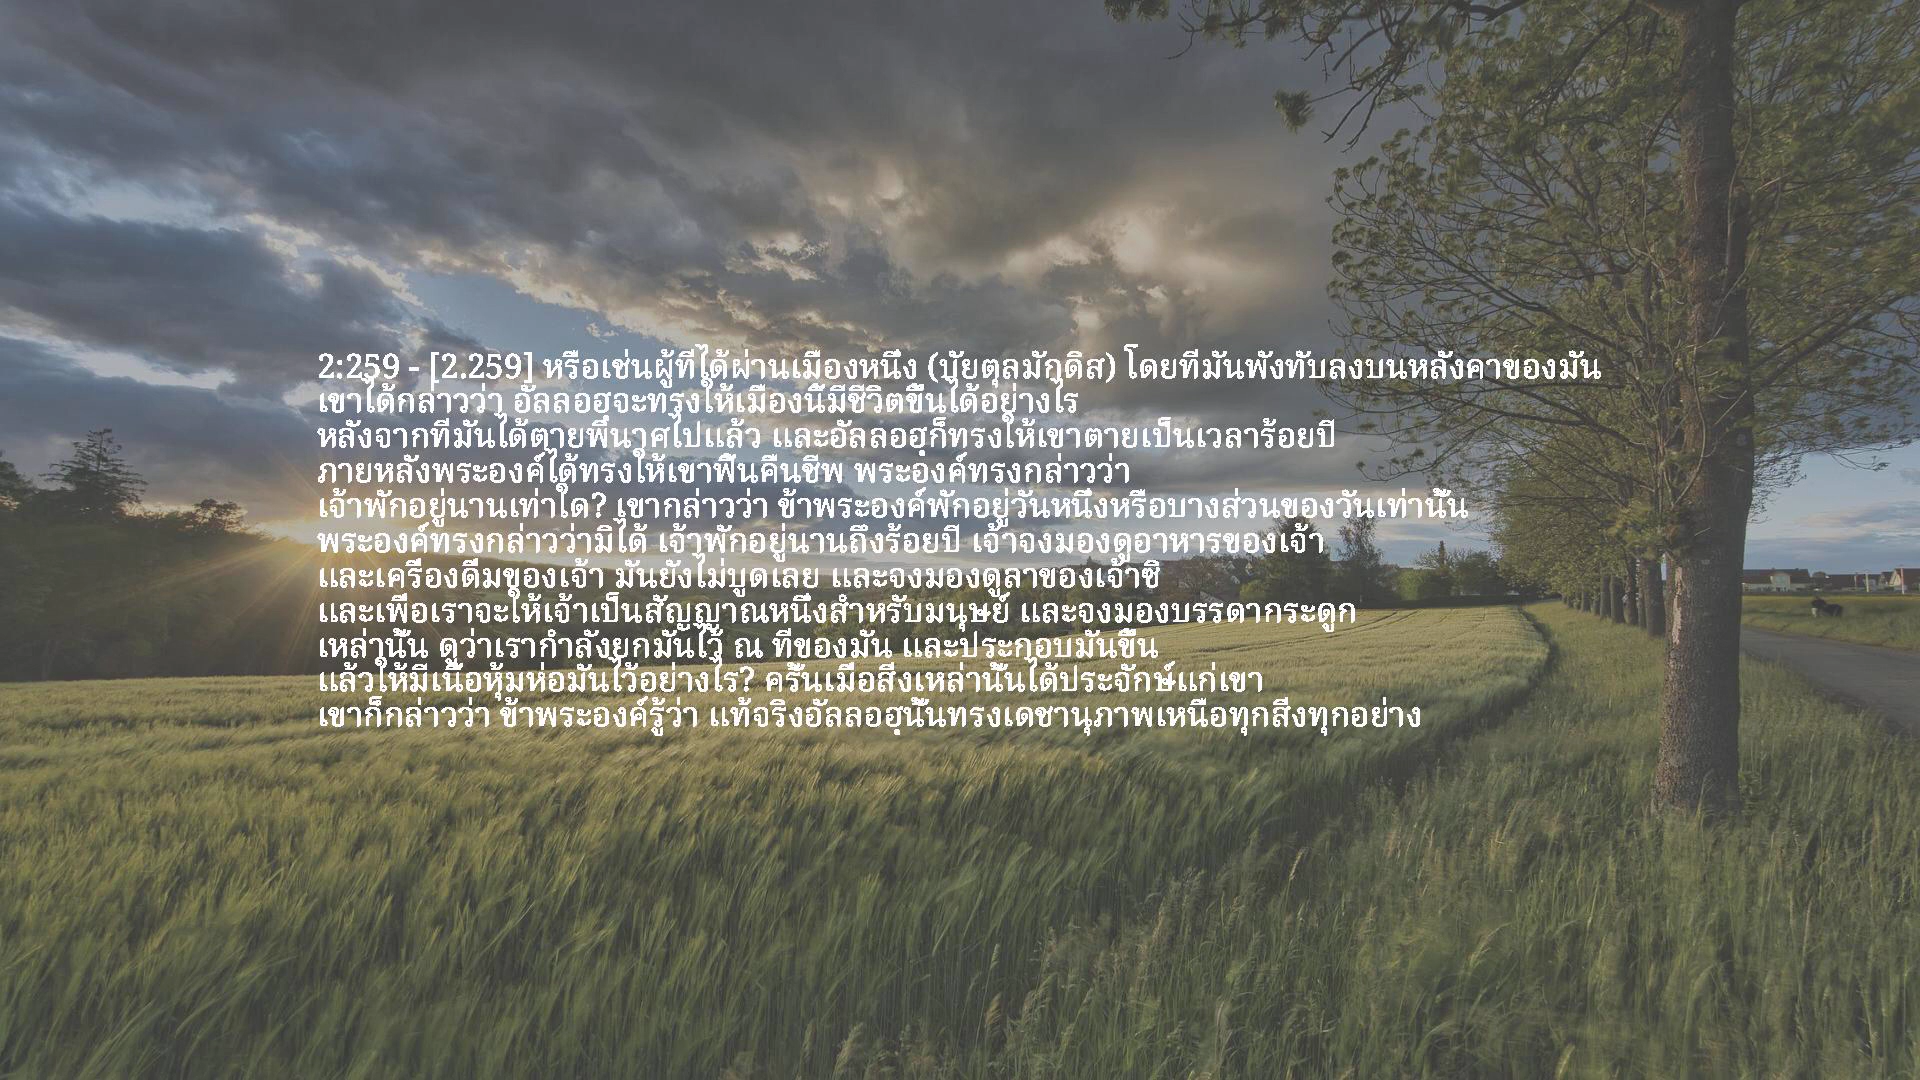 2:259 - [2.259] หรือเช่นผู้ที่ได้ผ่านเมืองหนึ่ง (บัยตุลมักดิส) โดยที่มันพังทับลงบนหลังคาของมัน
เขาได้กล่าวว่า อัลลอฮฺจะทรงให้เมืองนี้มีชีวิตขึ้นได้อย่างไร
หลังจากที่มันได้ตายพินาศไปแล้ว และอัลลอฮฺก็ทรงให้เขาตายเป็นเวลาร้อยปี
ภายหลังพระองค์ได้ทรงให้เขาฟื้นคืนชีพ พระองค์ทรงกล่าวว่า
เจ้าพักอยู่นานเท่าใด? เขากล่าวว่า ข้าพระองค์พักอยู่วันหนึ่งหรือบางส่วนของวันเท่านั้น
พระองค์ทรงกล่าวว่ามิได้ เจ้าพักอยู่นานถึงร้อยปี เจ้าจงมองดูอาหารของเจ้า
และเครื่องดื่มของเจ้า มันยังไม่บูดเลย และจงมองดูลาของเจ้าซิ
และเพื่อเราจะให้เจ้าเป็นสัญญาณหนึ่งสำหรับมนุษย์ และจงมองบรรดากระดูก
เหล่านั้น ดูว่าเรากำลังยกมันไว้ ณ ที่ของมัน และประกอบมันขึ้น
แล้วให้มีเนื้อหุ้มห่อมันไว้อย่างไร? ครั้นเมื่อสิ่งเหล่านั้นได้ประจักษ์แก่เขา
เขาก็กล่าวว่า ข้าพระองค์รู้ว่า แท้จริงอัลลอฮฺนั้นทรงเดชานุภาพเหนือทุกสิ่งทุกอย่าง